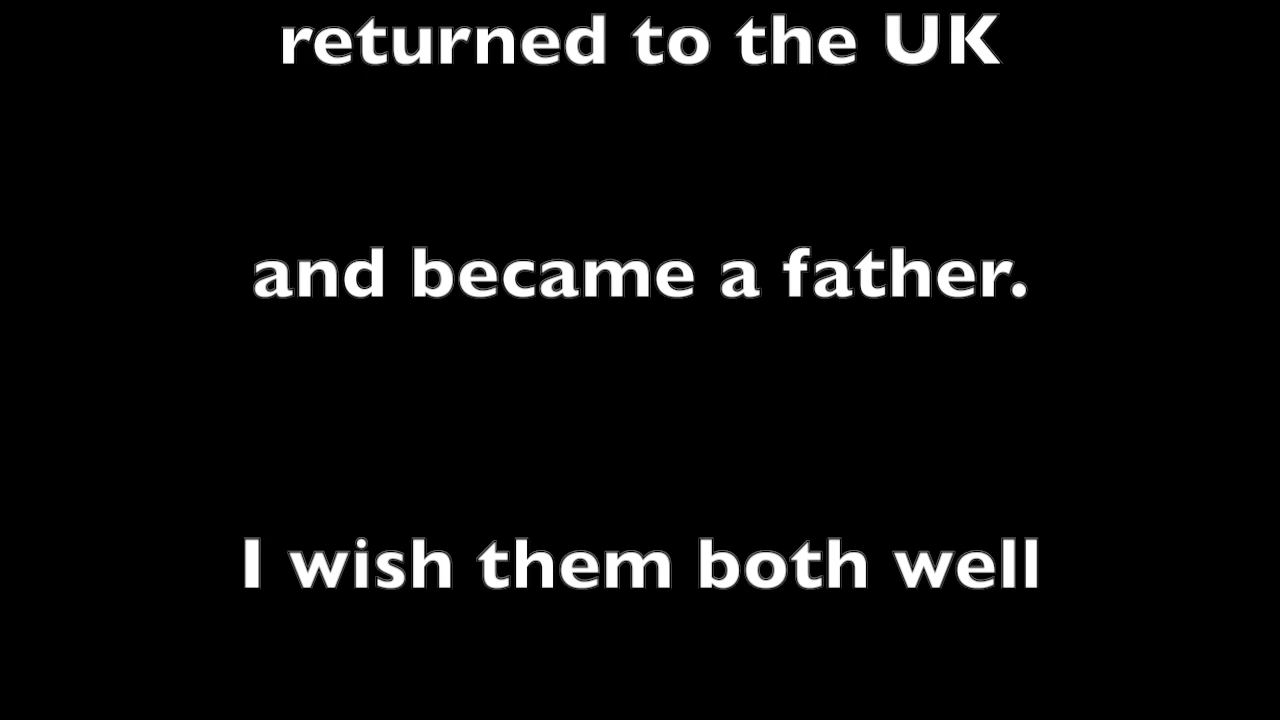 returned to the UK
and became a father.
I wish them both well